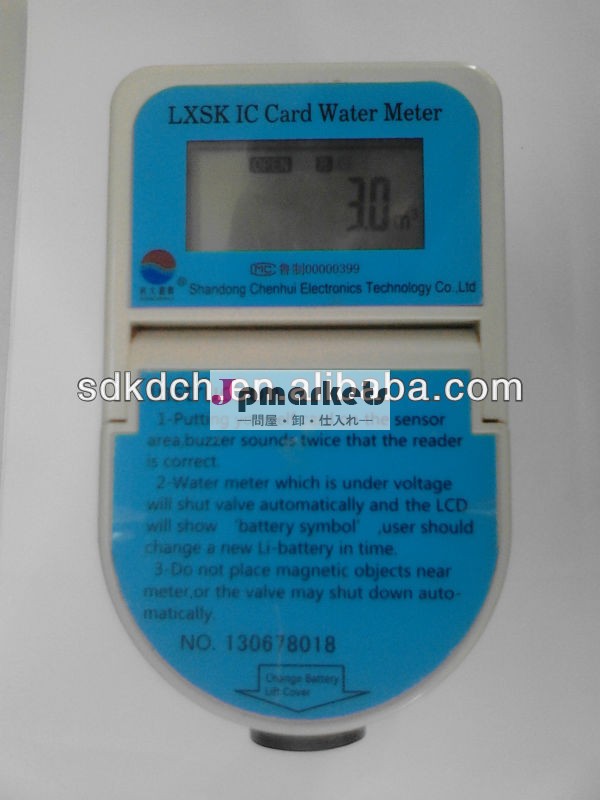 LXSK IC Card Water Meter
OPEN
3.0 m³
MC 鲁制00000399
® Shandong Chenhui Electronics Technology Co.,Ltd
sdkdch.en.alibaba.com
Jpmarkets
―問屋・卸・仕入れ―
1-Putting the sensor
area,buzzer sounds twice that the reader
is correct.
2-Water meter which is under voltage
will shut valve automatically and the LCD
will show 'battery symbol' ,user should
change a new Li-battery in time.
3-Do not place magnetic objects near
meter,or the valve may shut down auto-
matically.
NO. 130678018
Change Battery
Lift Cover